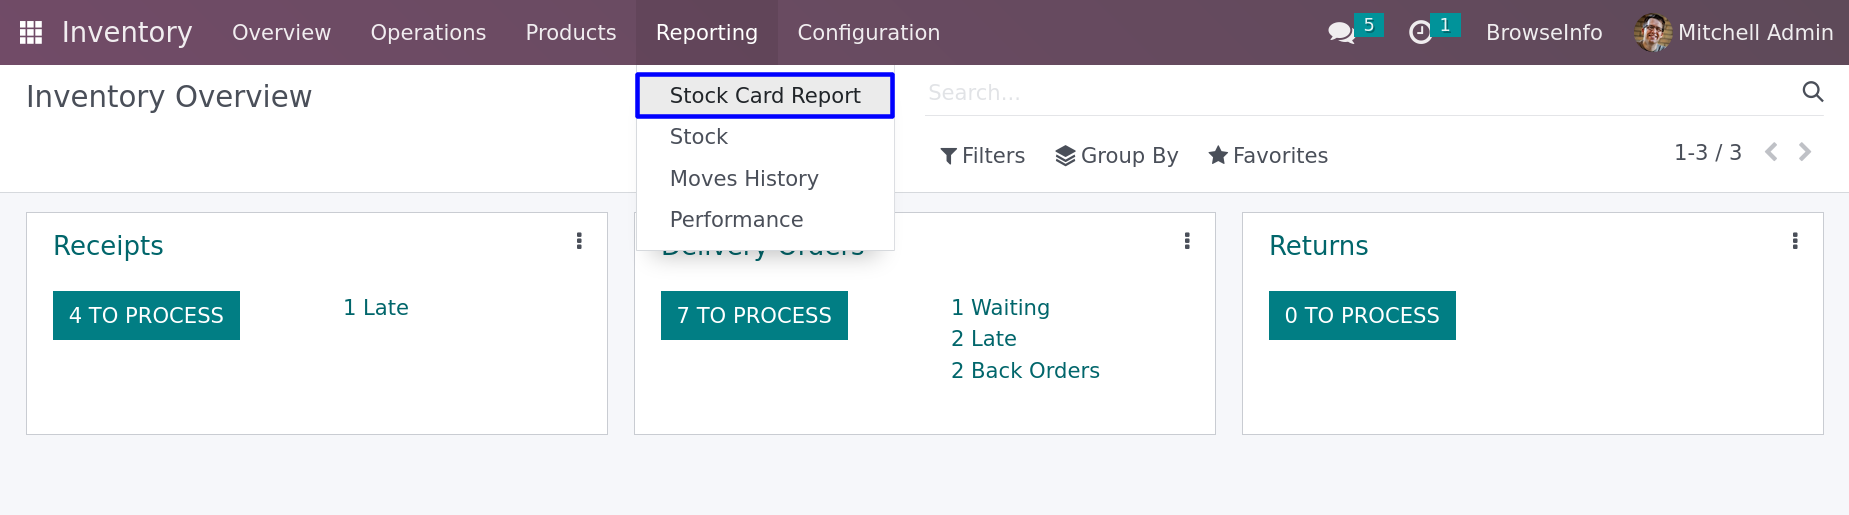 Inventory Overview Operations Products Reporting Configuration 5 1 BrowseInfo Mitchell Admin
Inventory Overview
Stock Card Report
Stock
Moves History
Performance
Search...
Filters Group By Favorites 1-3 / 3
Receipts
4 TO PROCESS
1 Late
Delivery Orders
7 TO PROCESS
1 Waiting
2 Late
2 Back Orders
Returns
0 TO PROCESS